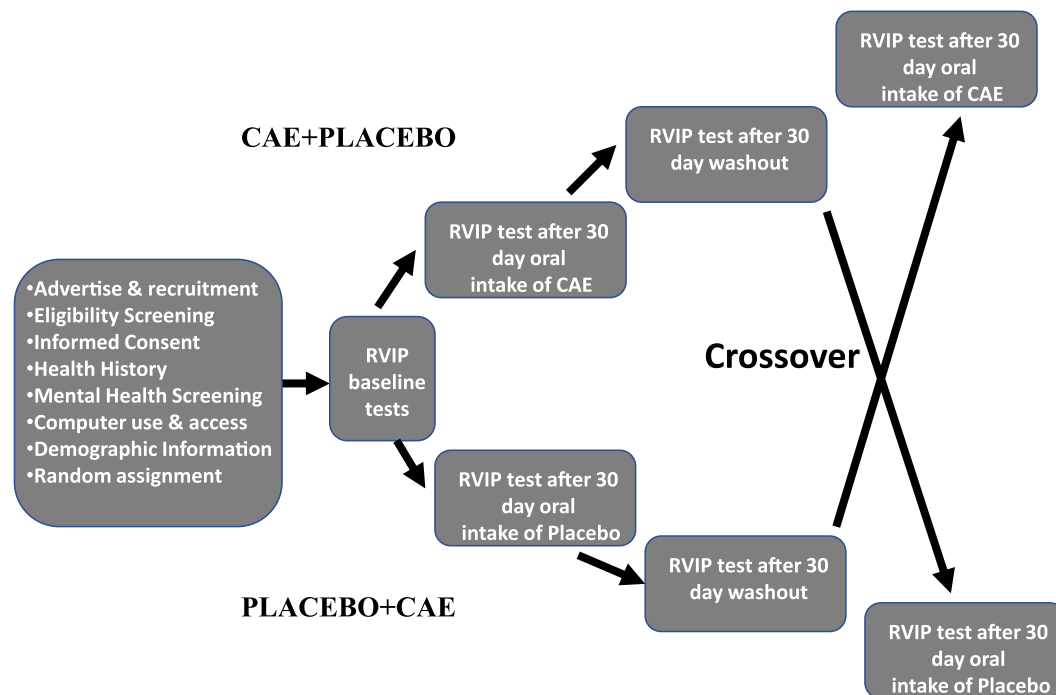 •Advertise & recruitment
•Eligibility Screening
•Informed Consent
•Health History
•Mental Health Screening
•Computer use & access
•Demographic Information
•Random assignment
RVIP
baseline
tests
CAE+PLACEBO
RVIP test after 30
day oral
intake of CAE
RVIP test after 30
day washout
RVIP test after 30
day oral
intake of CAE
Crossover
PLACEBO+CAE
RVIP test after 30
day oral
intake of Placebo
RVIP test after 30
day washout
RVIP test after 30
day oral
intake of Placebo